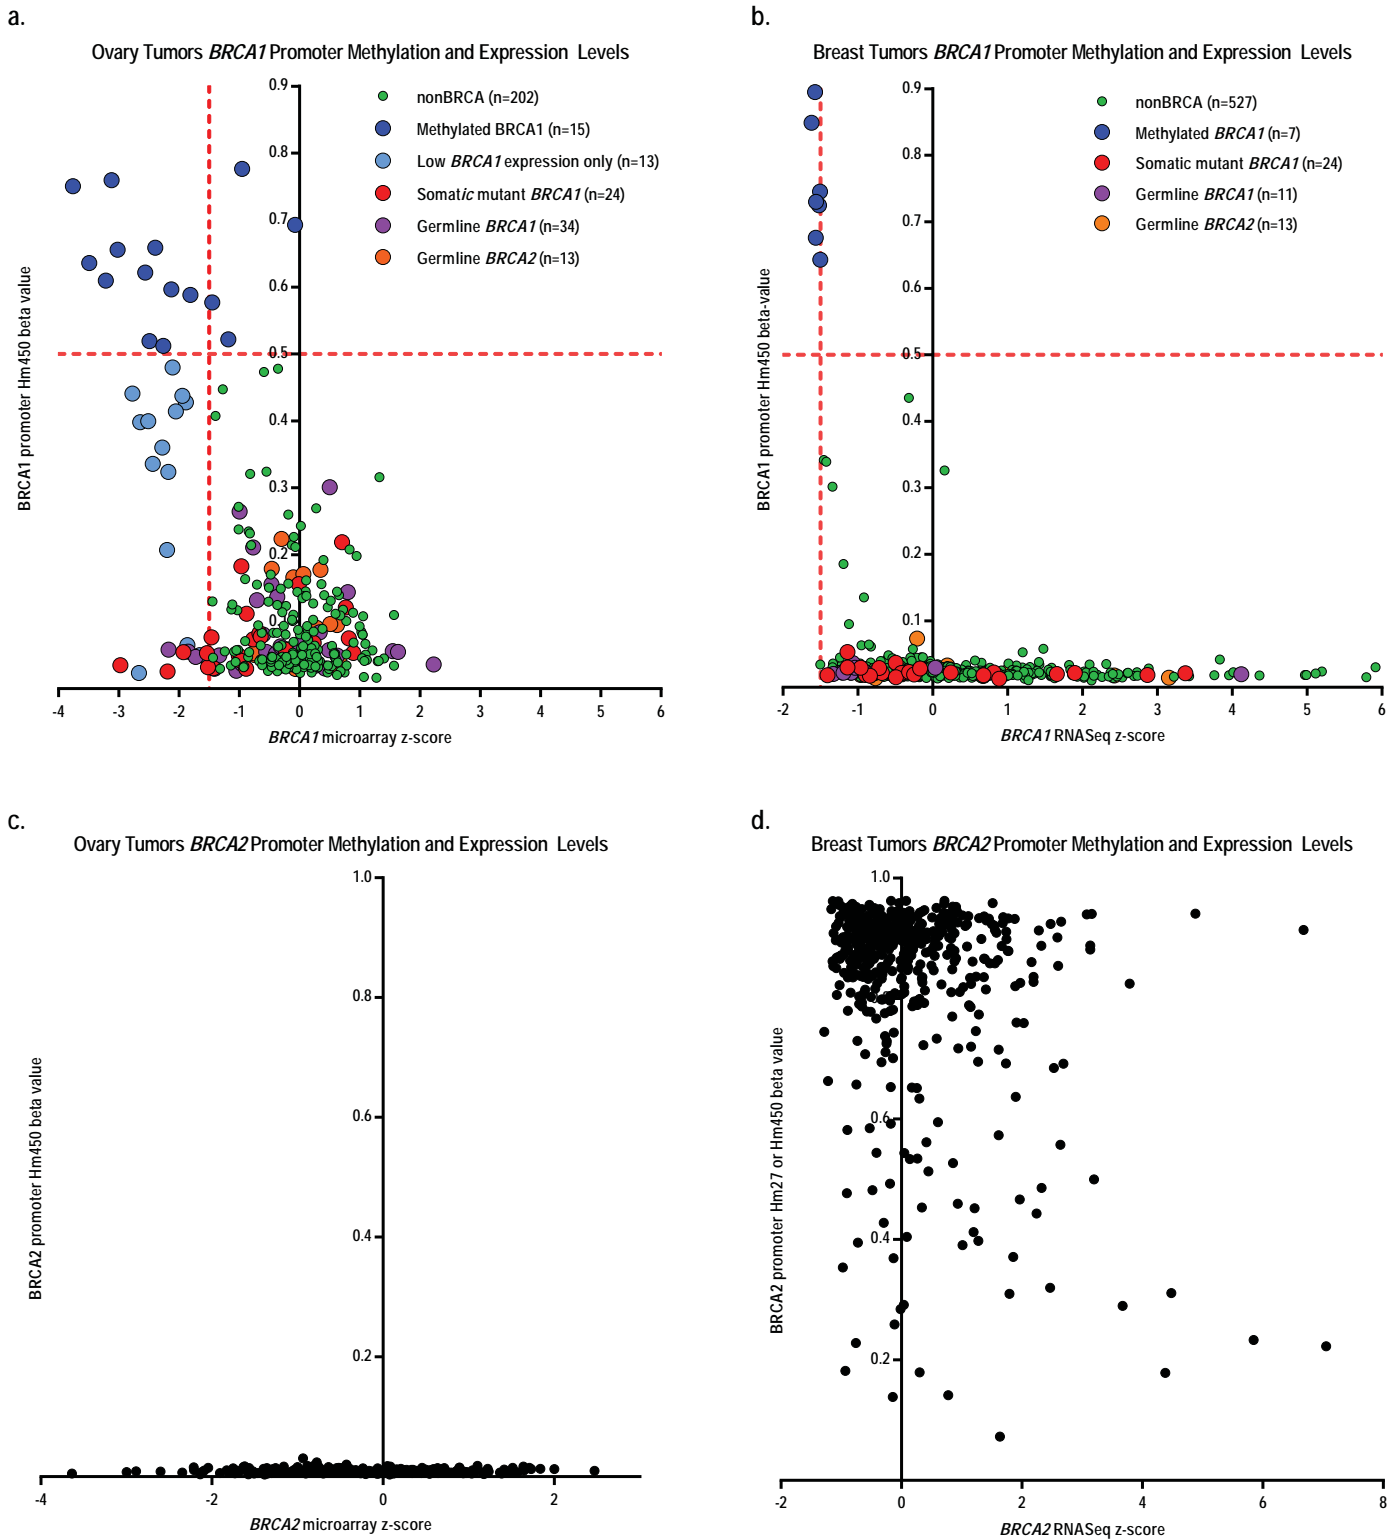 a.
Ovary Tumors BRCA1 Promoter Methylation and Expression Levels
BRCA1 promoter Hm450 beta value
0.9
0.8
0.7
0.6
0.5
0.4
0.3
0.2
0.1
nonBRCA (n=202)
Methylated BRCA1 (n=15)
Low BRCA1 expression only (n=13)
Somatic mutant BRCA1 (n=24)
Germline BRCA1 (n=34)
Germline BRCA2 (n=13)
-4 -3 -2 -1 0 1 2 3 4 5 6
BRCA1 microarray z-score
b.
Breast Tumors BRCA1 Promoter Methylation and Expression Levels
BRCA1 promoter Hm450 beta-value
0.9
0.8
0.7
0.6
0.5
0.4
0.3
0.2
0.1
nonBRCA (n=527)
Methylated BRCA1 (n=7)
Somatic mutant BRCA1 (n=24)
Germline BRCA1 (n=11)
Germline BRCA2 (n=13)
-2 -1 0 1 2 3 4 5 6
BRCA1 RNASeq z-score
c.
Ovary Tumors BRCA2 Promoter Methylation and Expression Levels
BRCA2 promoter Hm450 beta value
1.0
0.8
0.6
0.4
0.2
-4 -2 0 2
BRCA2 microarray z-score
d.
Breast Tumors BRCA2 Promoter Methylation and Expression Levels
BRCA2 promoter Hm27 or Hm450 beta value
1.0
0.6
0.4
0.2
-2 0 2 4 6 8
BRCA2 RNASeq z-score